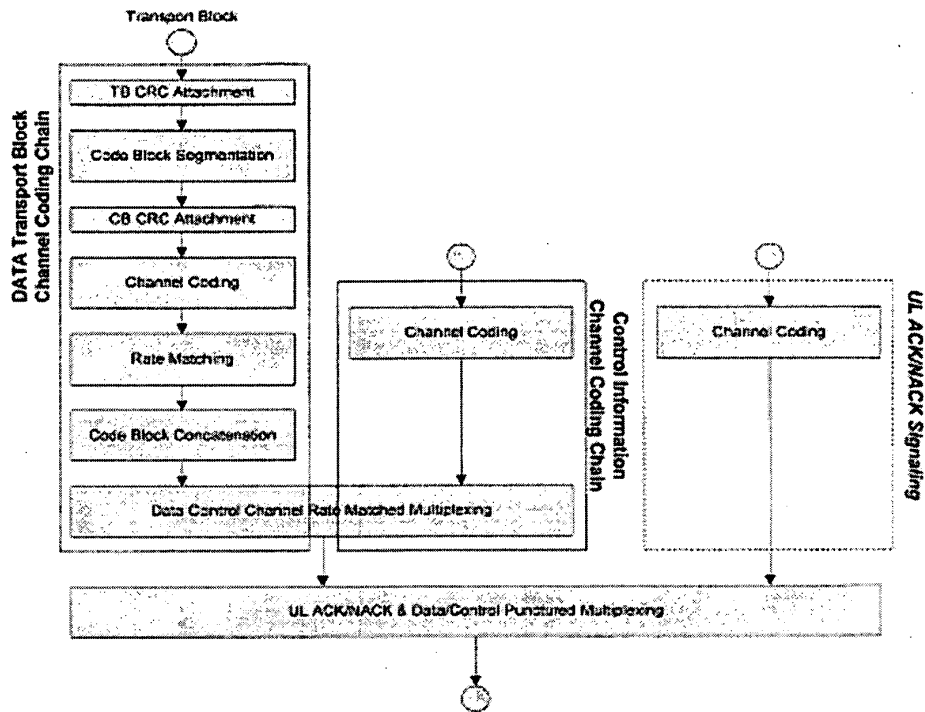 Transport Block
TB CRC Attachment
Code Block Segmentation
CB CRC Attachment
Channel Coding
Rate Matching
Code Block Concatenation
DATA Transport Block
Channel Coding Chain
Channel Coding
Control Information
Channel Coding Chain
Channel Coding
UL ACK/NACK Signaling
Data Control Channel Rate Matched Multiplexing
UL ACK/NACK & Data/Control Punctured Multiplexing